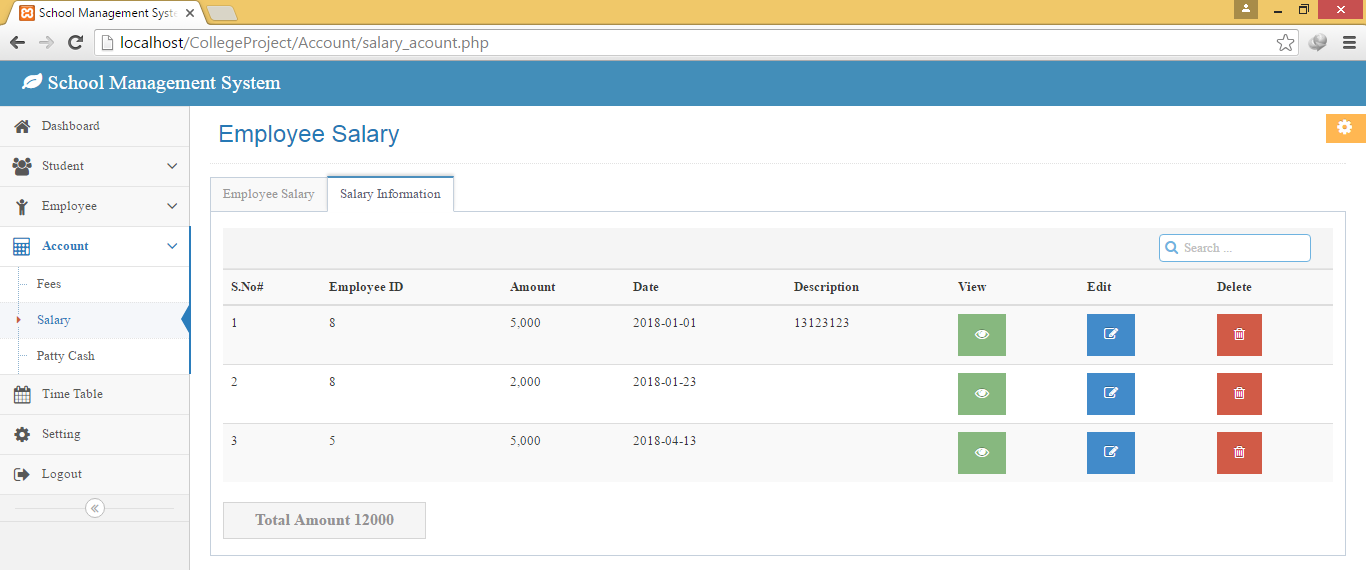 School Management Syste
localhost/CollegeProject/Account/salary_acount.php
School Management System
Dashboard
Student
Employee
Account
Fees
Salary
Patty Cash
Time Table
Setting
Logout
Employee Salary
Employee Salary Salary Information
Search ...
S.No# Employee ID Amount Date Description View Edit Delete
1 8 5,000 2018-01-01 13123123
2 8 2,000 2018-01-23
3 5 5,000 2018-04-13
Total Amount 12000